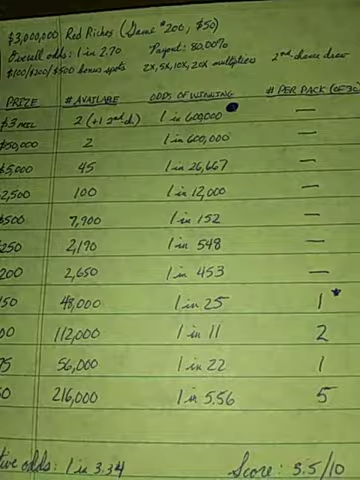 $3,000,000 Red Riches (Game #200, $50)
Overall odds: 1 in 2.70 Payout: 80.00%
$100/$200/$500 bonus spots 2X, 5X, 10X, 20X multipliers 2nd-chance draw
PRIZE # AVAILABLE ODDS OF WINNING # PER PACK (OF 30
$3 MIL 2 (+1 2nd ch.) 1 in 600,000 —
$50,000 2 1 in 600,000 —
$5,000 45 1 in 26,667 —
2,500 100 1 in 12,000 —
$500 7,900 1 in 152 —
250 2,190 1 in 548 —
200 2,650 1 in 453 —
150 48,000 1 in 25 1*
00 112,000 1 in 11 2
75 56,000 1 in 22 1
0 216,000 1 in 5.56 5
tive odds: 1 in 3.34 Score: 5.5/10